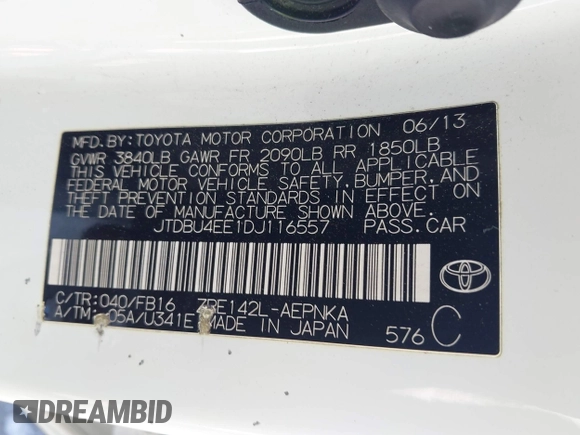 MFD. BY: TOYOTA MOTOR CORPORATION 06/13
GVWR 3840LB GAWR FR 2090LB RR 1850LB
THIS VEHICLE CONFORMS TO ALL APPLICABLE
FEDERAL MOTOR VEHICLE SAFETY, BUMPER, AND
THEFT PREVENTION STANDARDS IN EFFECT ON
THE DATE OF MANUFACTURE SHOWN ABOVE.
JTDBU4EE1DJ116557 PASS. CAR
C/TR: 040/FB16 ZRE142L-AEPNKA
A/TM: -05A/U341E MADE IN JAPAN
576 C
DREAMBID